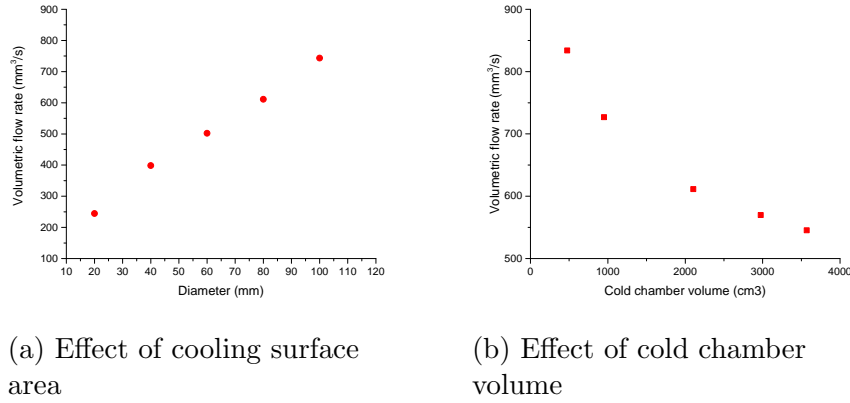 900
800
700
600
500
400
300
200
100
10 20 30 40 50 60 70 80 90 100 110 120
Volumetric flow rate (mm³/s)
Diameter (mm)
900
800
700
600
500
0 1000 2000 3000 4000
Volumetric flow rate (mm³/s)
Cold chamber volume (cm3)
(a) Effect of cooling surface
area
(b) Effect of cold chamber
volume